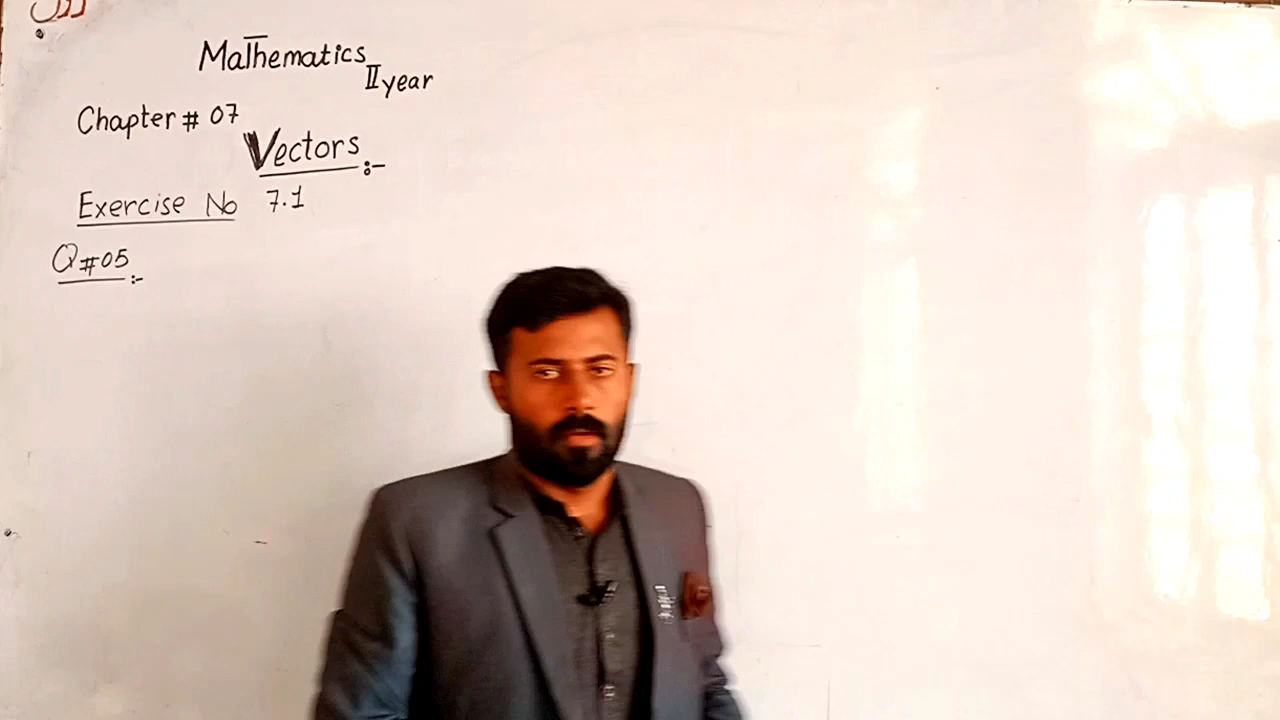 Mathematics
II year
Chapter # 07
Vectors :-
Exercise No 7.1
Q#05 :-